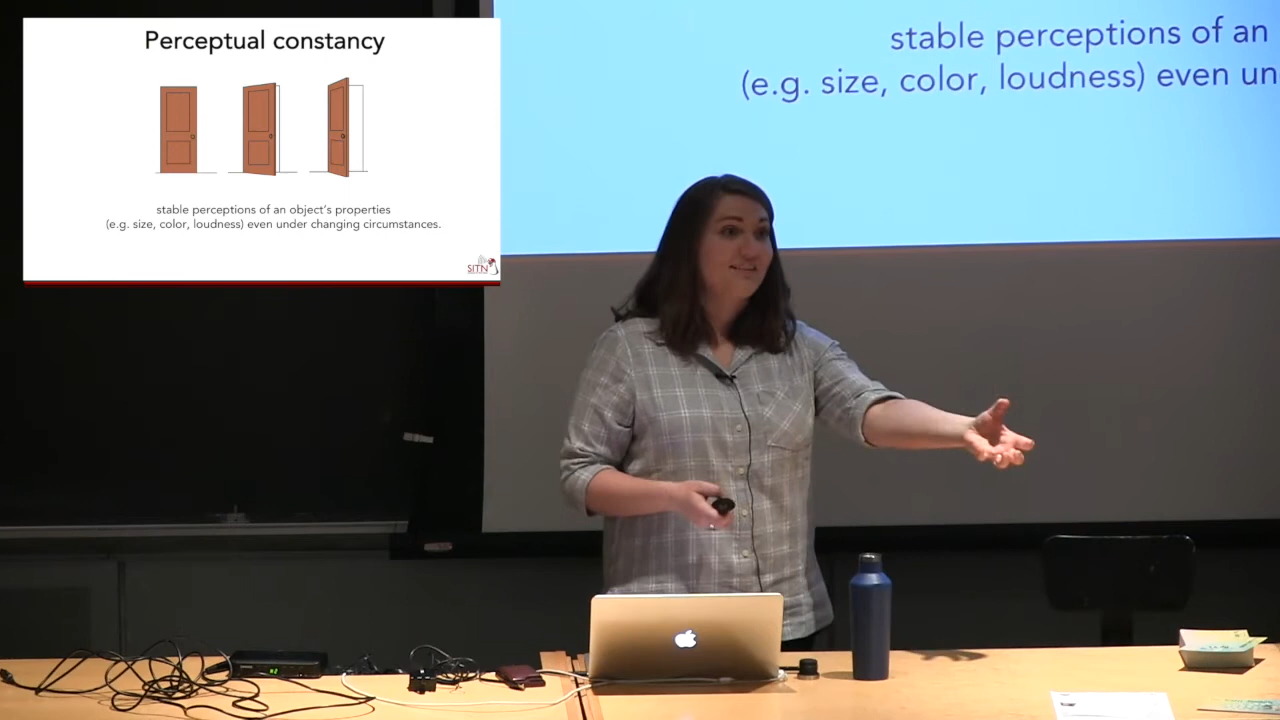 Perceptual constancy
stable perceptions of an object's properties
(e.g. size, color, loudness) even under changing circumstances.
SITN
stable perceptions of an
(e.g. size, color, loudness) even un